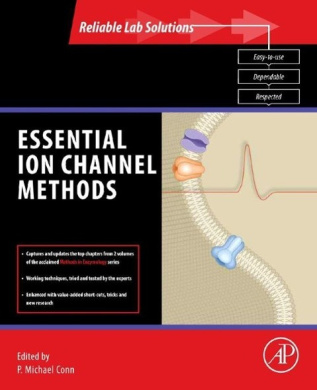 Reliable Lab Solutions
Easy-to-use
Dependable
Respected
ESSENTIAL
ION CHANNEL
METHODS
• Captures and updates the top chapters from 2 volumes
of the acclaimed Methods in Enzymology series
• Working techniques, tried and tested by the experts
• Enhanced with value-added short-cuts, tricks and
new research
Edited by
P. Michael Conn
AP